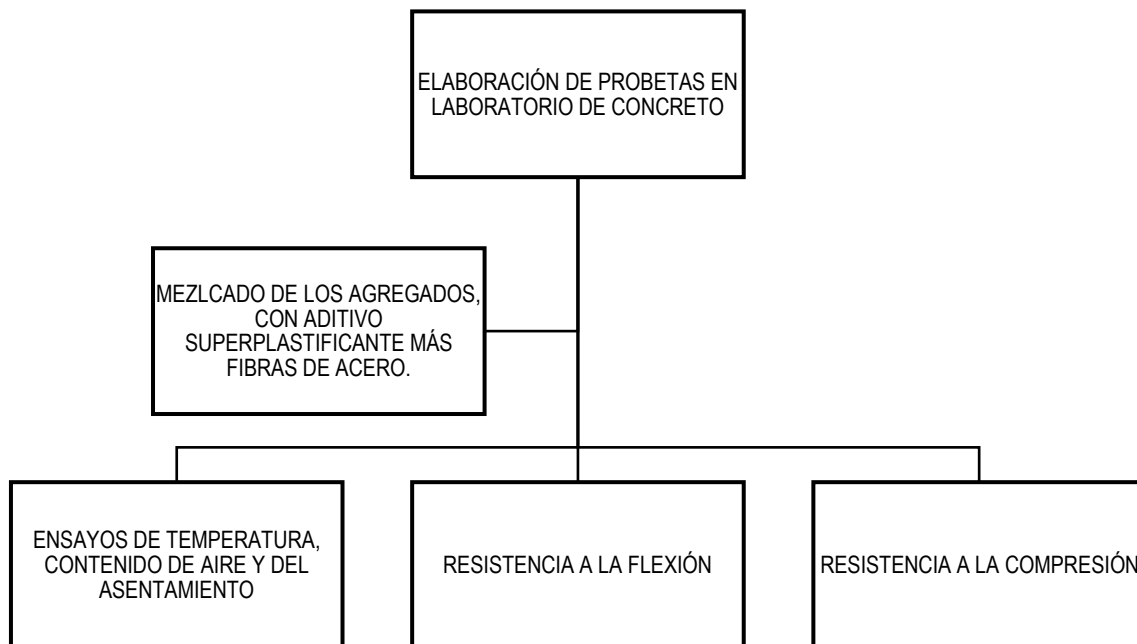 ELABORACIÓN DE PROBETAS EN
LABORATORIO DE CONCRETO
MEZLCADO DE LOS AGREGADOS,
CON ADITIVO
SUPERPLASTIFICANTE MÁS
FIBRAS DE ACERO.
ENSAYOS DE TEMPERATURA,
CONTENIDO DE AIRE Y DEL
ASENTAMIENTO
RESISTENCIA A LA FLEXIÓN
RESISTENCIA A LA COMPRESIÓN